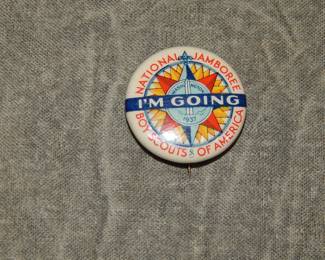 NATIONAL JAMBOREE
I'M GOING
1937
BOY SCOUTS OF AMERICA